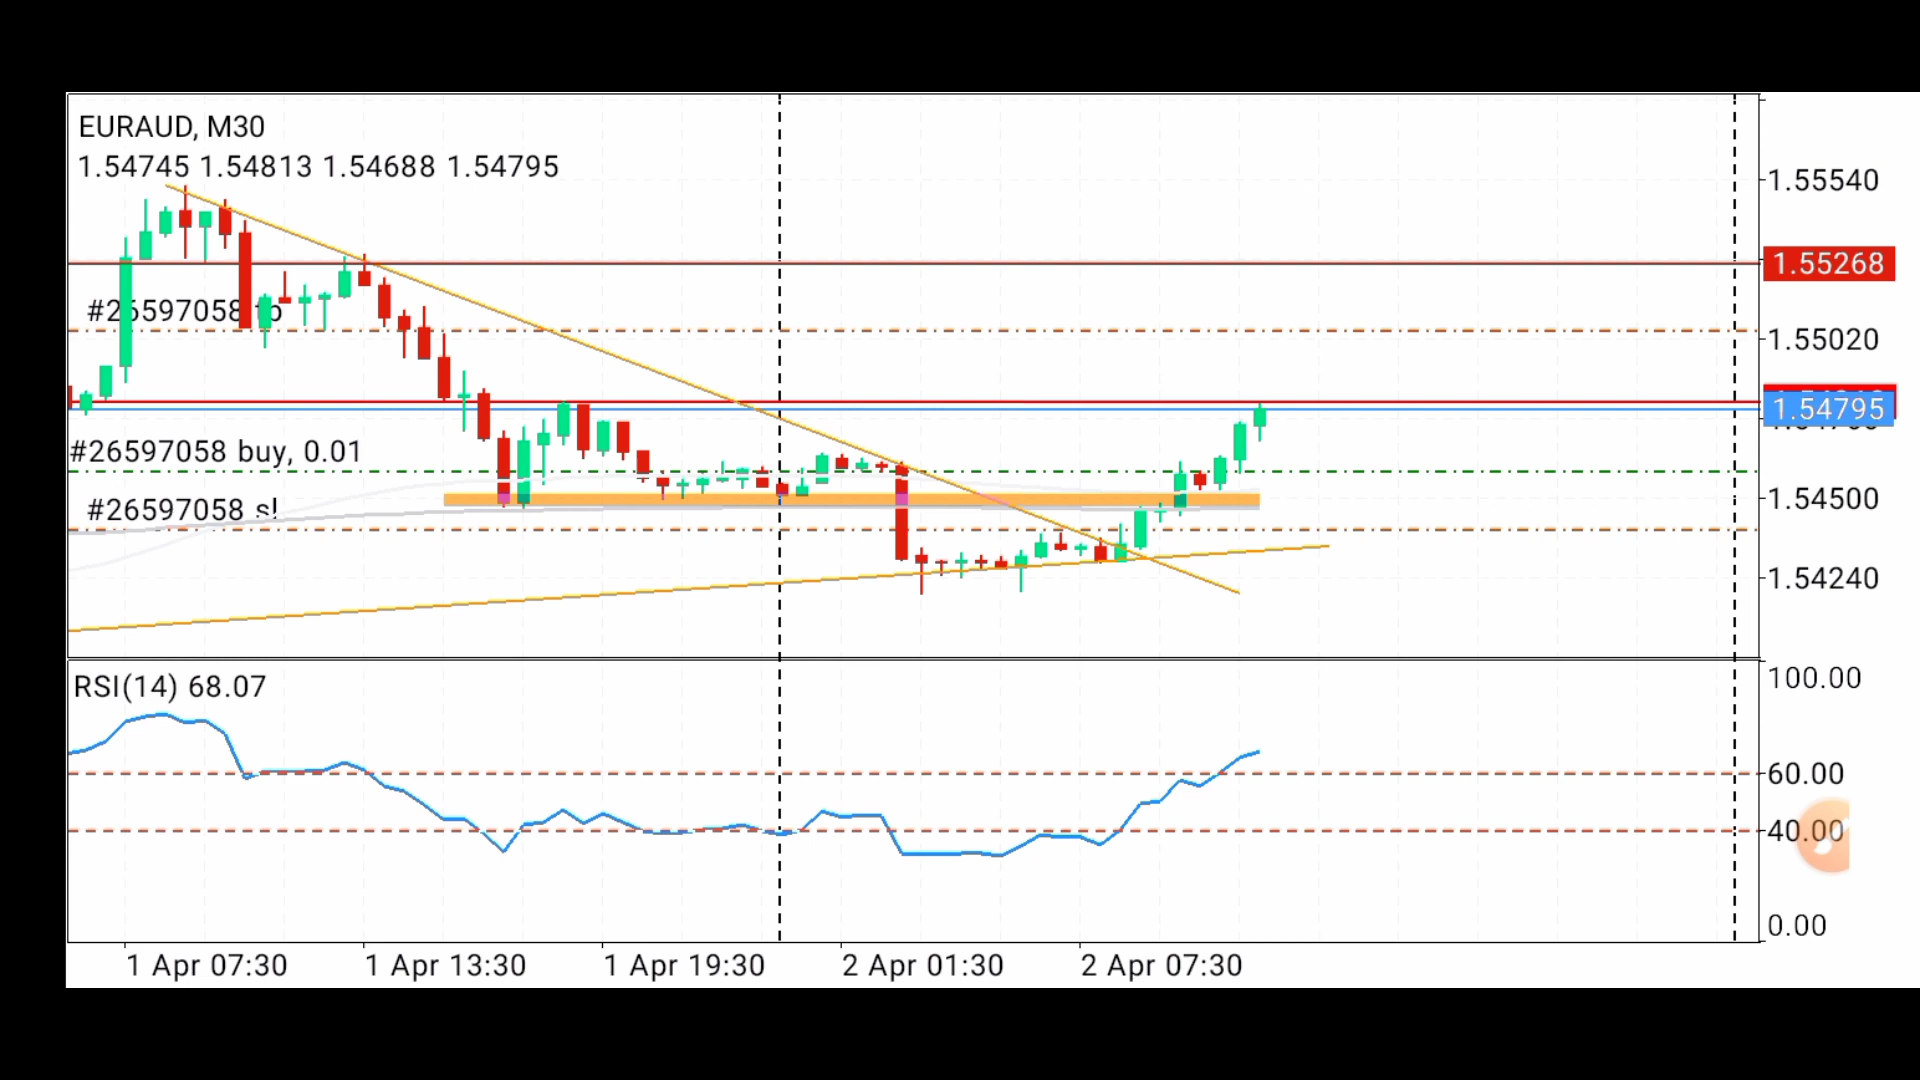 EURAUD, M30
1.54745 1.54813 1.54688 1.54795
1.55540
1.55268
#26597058 tp
1.55020
1.54795
#26597058 buy, 0.01
#26597058 sl
1.54500
1.54240
RSI(14) 68.07
100.00
60.00
40.00
0.00
1 Apr 07:30
1 Apr 13:30
1 Apr 19:30
2 Apr 01:30
2 Apr 07:30